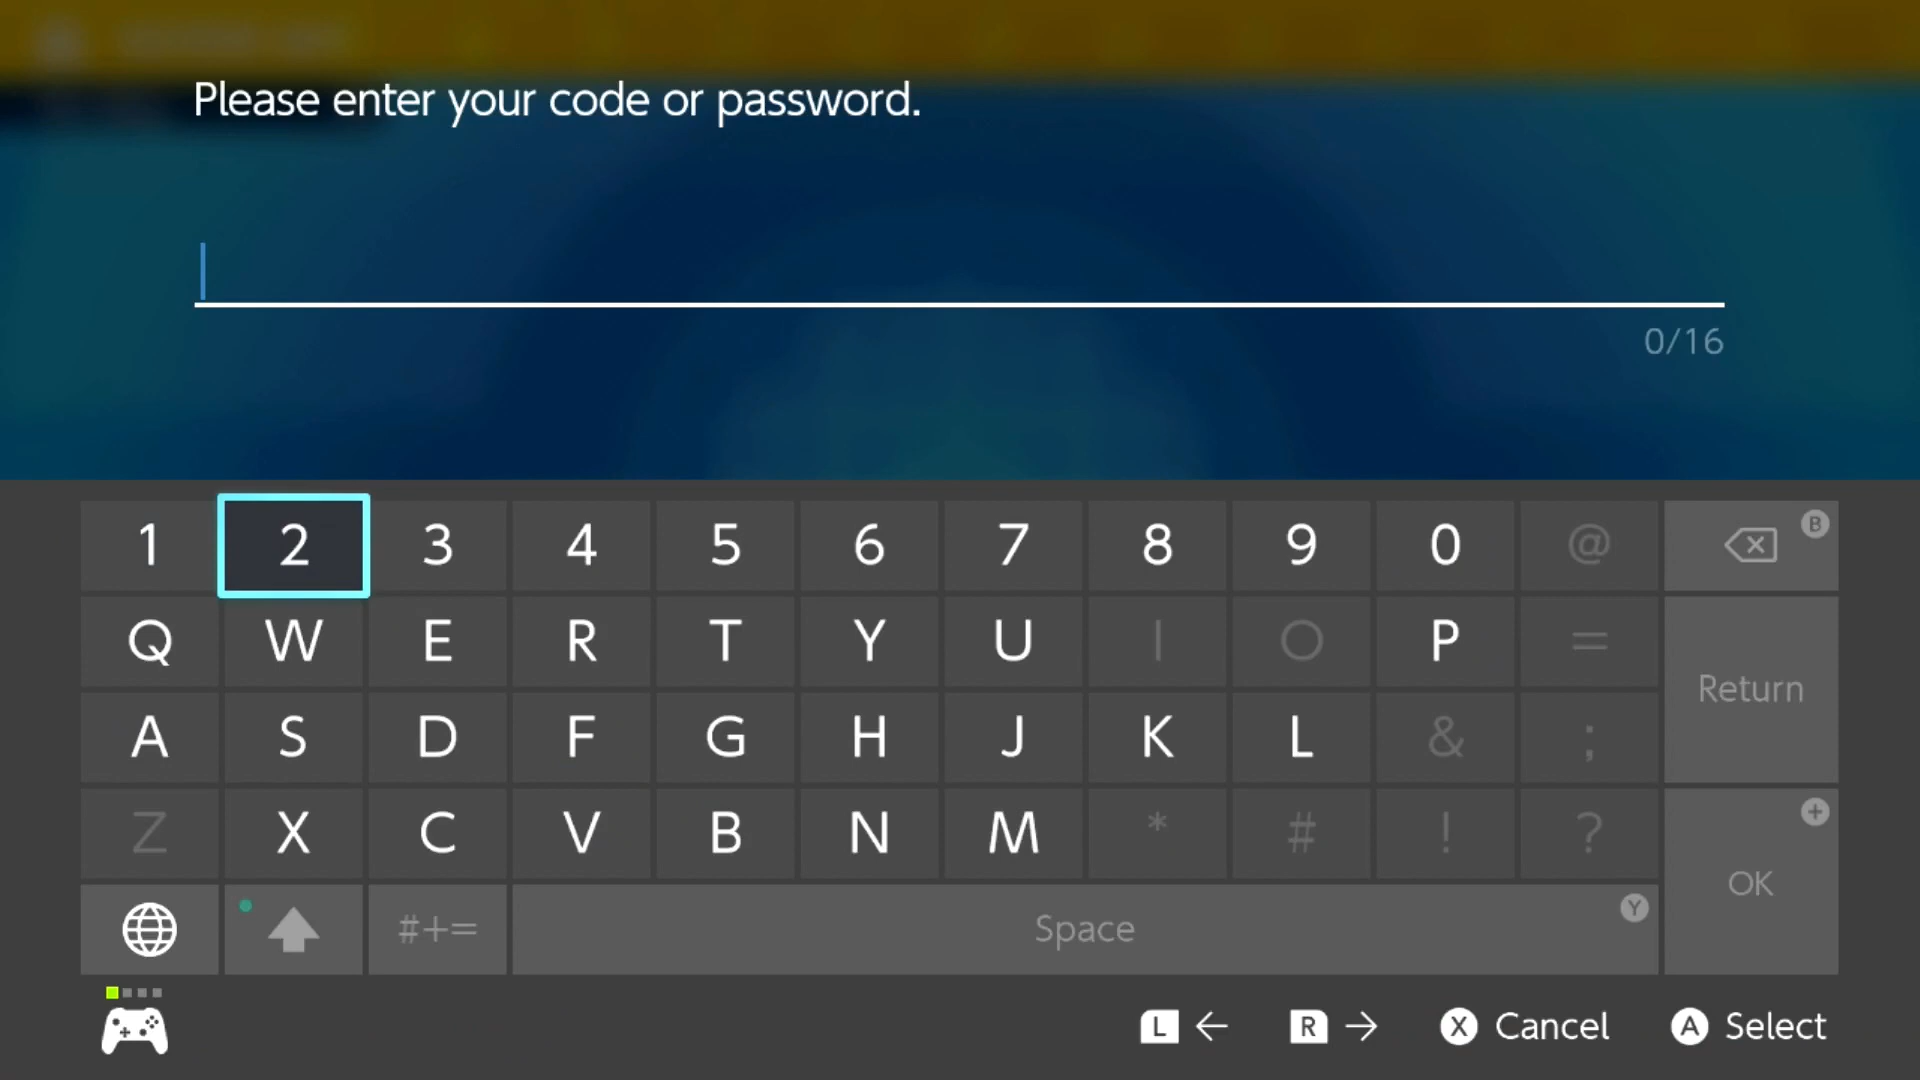 Please enter your code or password.
0/16
1 2 3 4 5 6 7 8 9 0 @ B
Q W E R T Y U I O P =
Return
A S D F G H J K L & ;
Z X C V B N M * # ! ? +
OK
#+= Space Y
L ← R → X Cancel A Select